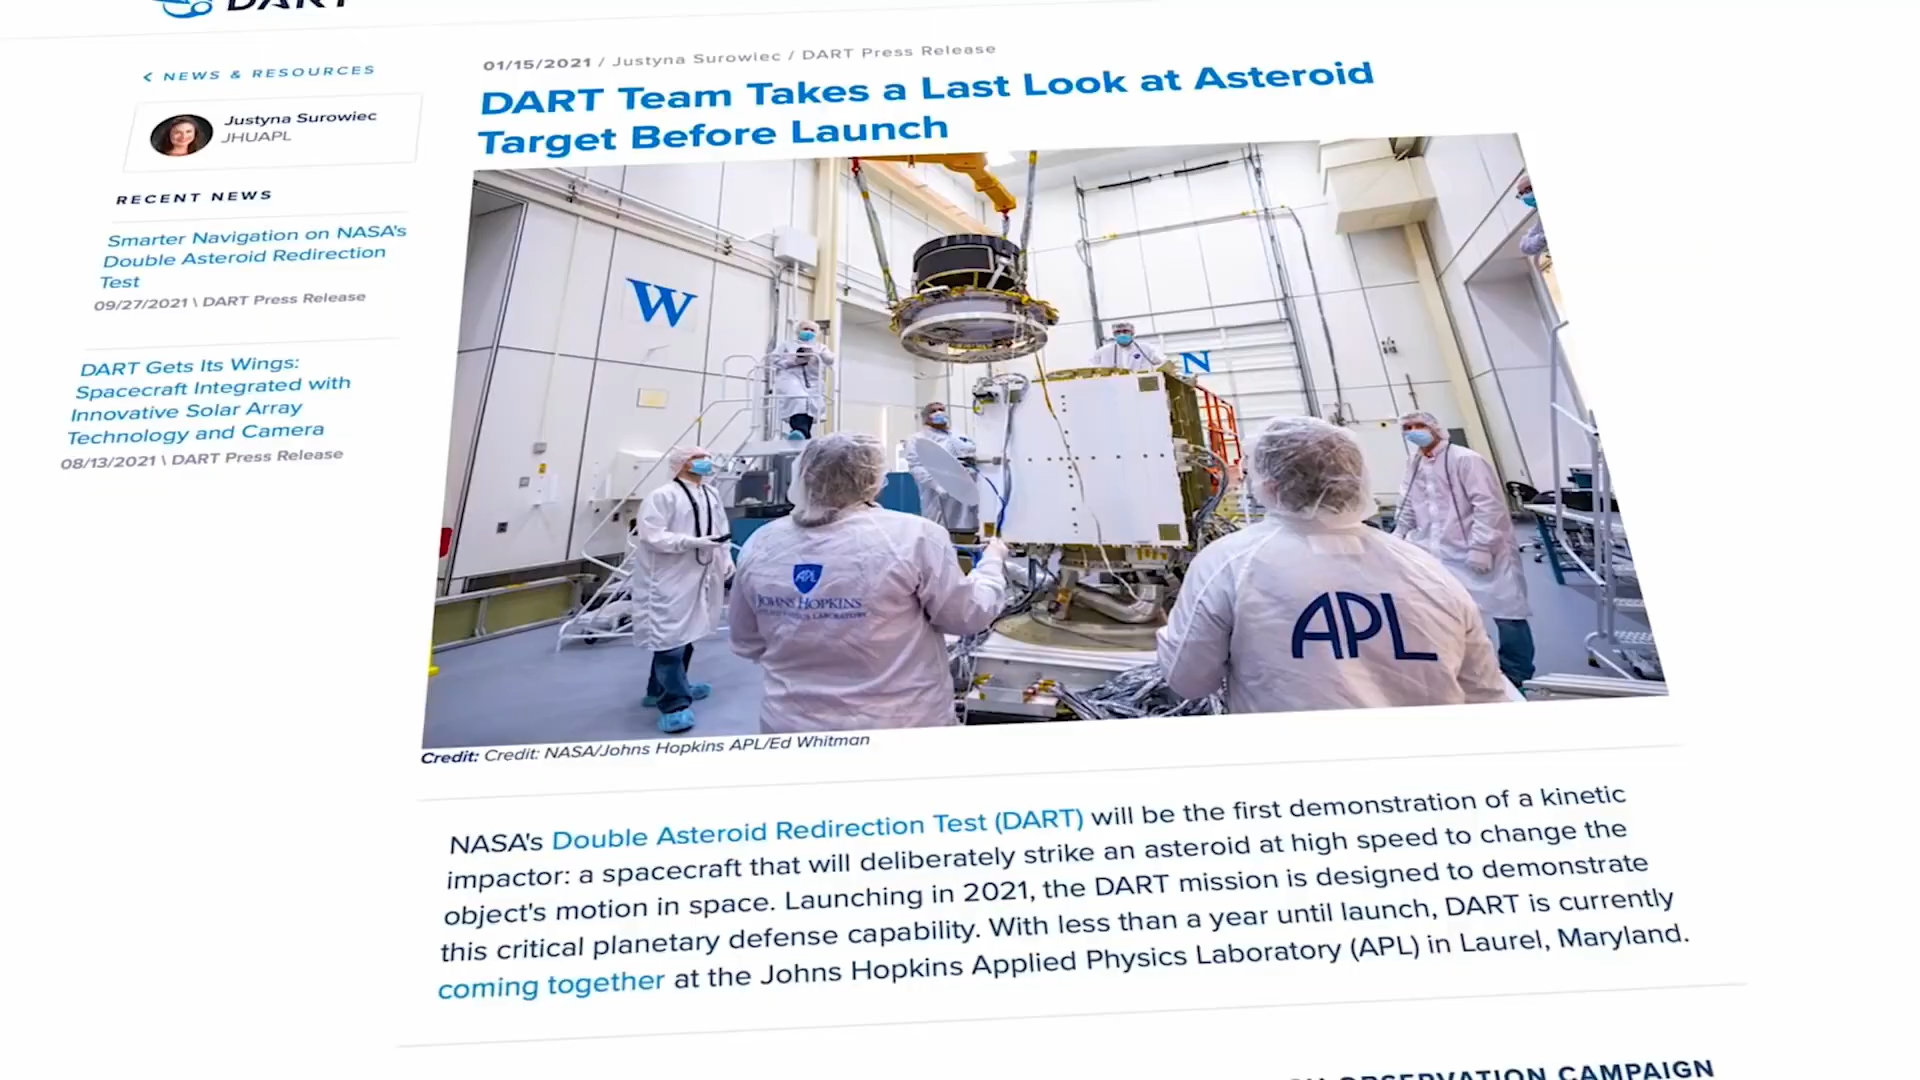 DART
< NEWS & RESOURCES
Justyna Surowiec
JHUAPL
RECENT NEWS
Smarter Navigation on NASA's
Double Asteroid Redirection
Test
09/27/2021 \ DART Press Release
DART Gets Its Wings:
Spacecraft Integrated with
Innovative Solar Array
Technology and Camera
08/13/2021 \ DART Press Release
01/15/2021 / Justyna Surowiec / DART Press Release
DART Team Takes a Last Look at Asteroid
Target Before Launch
W
N
APL
JOHNS HOPKINS
APL
Credit: Credit: NASA/Johns Hopkins APL/Ed Whitman
NASA's Double Asteroid Redirection Test (DART) will be the first demonstration of a kinetic
impactor: a spacecraft that will deliberately strike an asteroid at high speed to change the
object's motion in space. Launching in 2021, the DART mission is designed to demonstrate
this critical planetary defense capability. With less than a year until launch, DART is currently
coming together at the Johns Hopkins Applied Physics Laboratory (APL) in Laurel, Maryland.
OBSERVATION CAMPAIGN